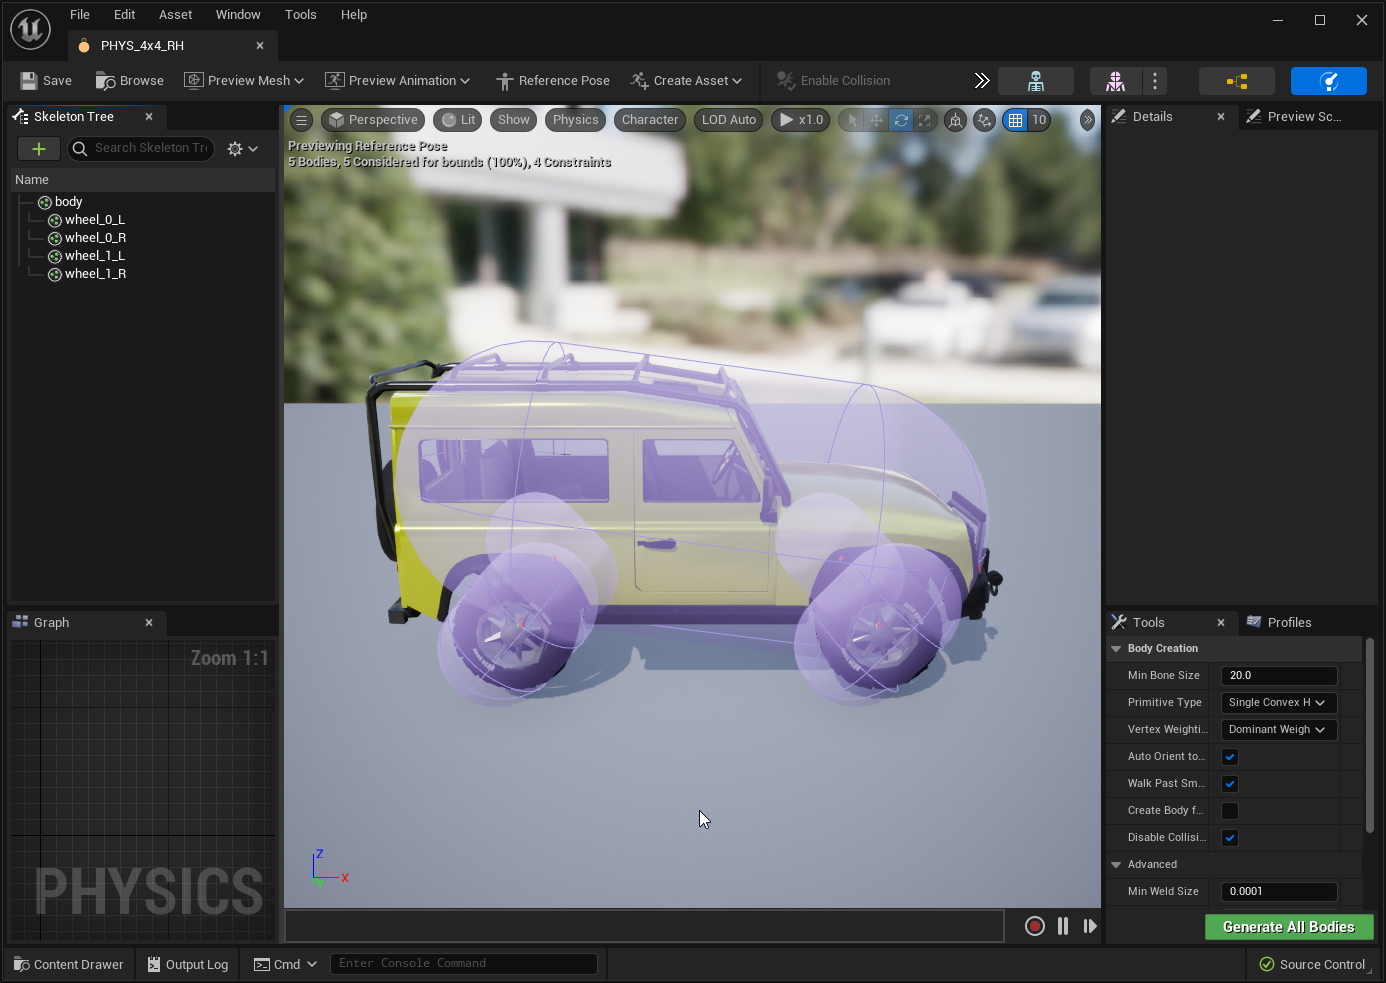 File Edit Asset Window Tools Help
PHYS_4x4_RH
Save Browse Preview Mesh Preview Animation Reference Pose Create Asset Enable Collision
Skeleton Tree
Search Skeleton Tr
Name
body
wheel_0_L
wheel_0_R
wheel_1_L
wheel_1_R
Graph
Zoom 1:1
PHYSICS
Perspective Lit Show Physics Character LOD Auto x1.0 10
Previewing Reference Pose
5 Bodies, 5 Considered for bounds (100%), 4 Constraints
Z
X
Y
Details Preview Sc...
Tools Profiles
Body Creation
Min Bone Size 20.0
Primitive Type Single Convex H
Vertex Weighti... Dominant Weigh
Auto Orient to...
Walk Past Sm...
Create Body f...
Disable Collisi...
Advanced
Min Weld Size 0.0001
Generate All Bodies
Content Drawer Output Log Cmd Enter Console Command Source Control